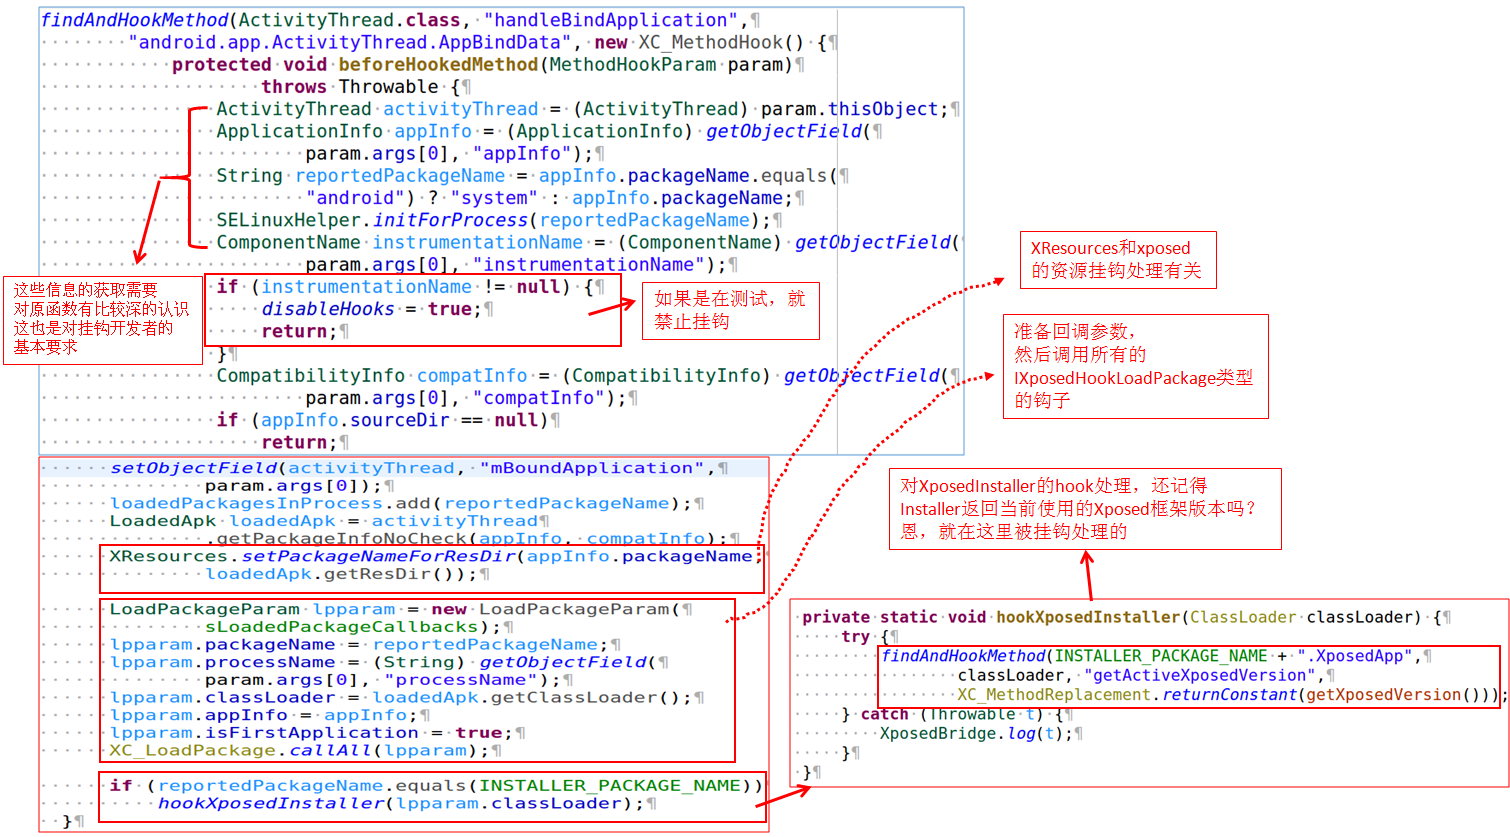 findAndHookMethod(ActivityThread.class, "handleBindApplication",¶
"android.app.ActivityThread.AppBindData", new XC_MethodHook() {¶
protected void beforeHookedMethod(MethodHookParam param)¶
throws Throwable {¶
ActivityThread activityThread = (ActivityThread) param.thisObject;¶
ApplicationInfo appInfo = (ApplicationInfo) getObjectField(¶
param.args[0], "appInfo");¶
String reportedPackageName = appInfo.packageName.equals(¶
"android") ? "system" : appInfo.packageName;¶
SELinuxHelper.initForProcess(reportedPackageName);¶
ComponentName instrumentationName = (ComponentName) getObjectField(
param.args[0], "instrumentationName");¶
if (instrumentationName != null) {¶
disableHooks = true;¶
return;¶
}¶
CompatibilityInfo compatInfo = (CompatibilityInfo) getObjectField(¶
param.args[0], "compatInfo");¶
if (appInfo.sourceDir == null)¶
return;¶
这些信息的获取需要
对原函数有比较深的认识
这也是对挂钩开发者的
基本要求
如果是在测试，就
禁止挂钩
XResources和xposed
的资源挂钩处理有关
准备回调参数，
然后调用所有的
IXposedHookLoadPackage类型
的钩子
setObjectField(activityThread, "mBoundApplication",¶
param.args[0]);¶
loadedPackagesInProcess.add(reportedPackageName);¶
LoadedApk loadedApk = activityThread¶
.getPackageInfoNoCheck(appInfo, compatInfo);¶
XResources.setPackageNameForResDir(appInfo.packageName,
loadedApk.getResDir());¶
LoadPackageParam lpparam = new LoadPackageParam(¶
sLoadedPackageCallbacks);¶
lpparam.packageName = reportedPackageName;¶
lpparam.processName = (String) getObjectField(¶
param.args[0], "processName");¶
lpparam.classLoader = loadedApk.getClassLoader();¶
lpparam.appInfo = appInfo;¶
lpparam.isFirstApplication = true;¶
XC_LoadPackage.callAll(lpparam);¶
if (reportedPackageName.equals(INSTALLER_PACKAGE_NAME))
hookXposedInstaller(lpparam.classLoader);¶
}¶
对XposedInstaller的hook处理，还记得
Installer返回当前使用的Xposed框架版本吗？
恩，就在这里被挂钩处理的
private static void hookXposedInstaller(ClassLoader classLoader) {¶
try {¶
findAndHookMethod(INSTALLER_PACKAGE_NAME + ".XposedApp",¶
classLoader, "getActiveXposedVersion",¶
XC_MethodReplacement.returnConstant(getXposedVersion()));
} catch (Throwable t) {¶
XposedBridge.log(t);¶
}¶
}¶